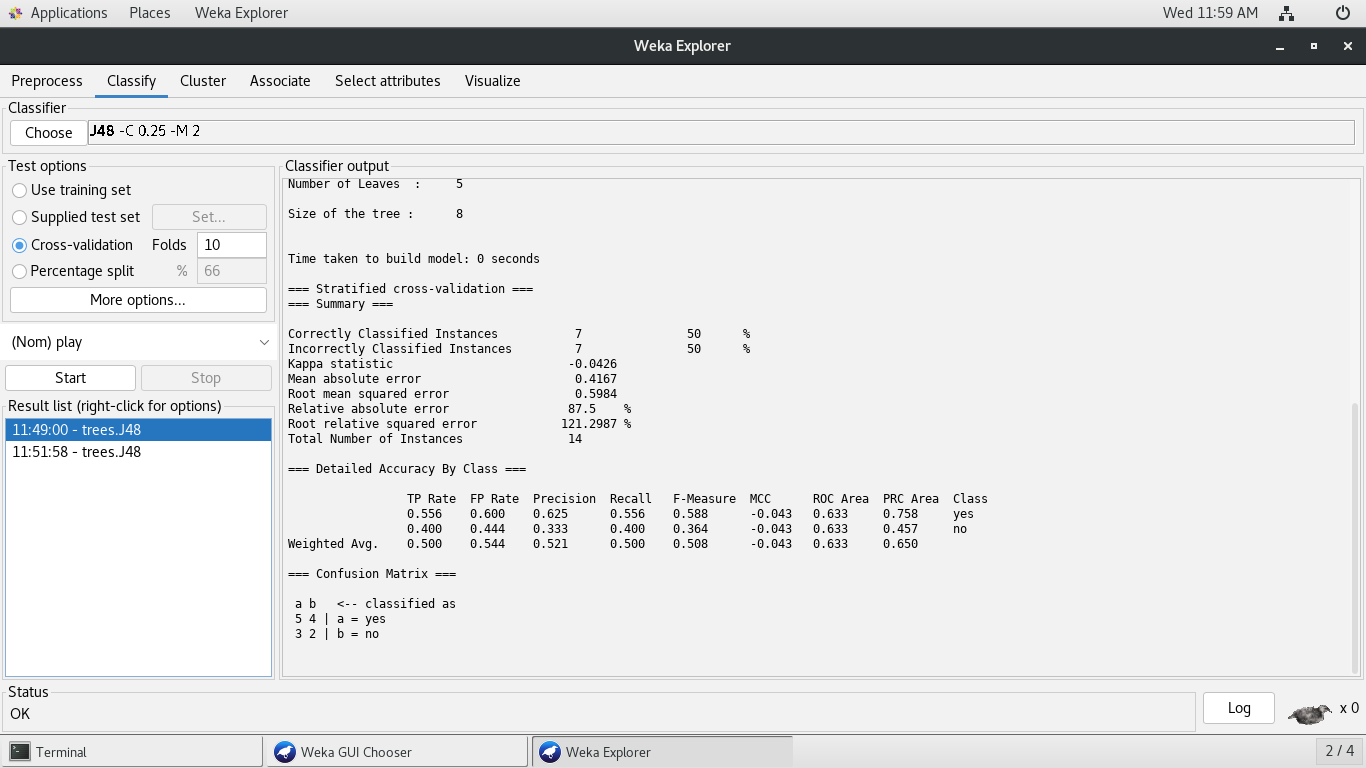 Applications Places Weka Explorer Wed 11:59 AM
Weka Explorer
Preprocess Classify Cluster Associate Select attributes Visualize
Classifier
Choose J48 -C 0.25 -M 2
Test options
Use training set
Supplied test set Set...
Cross-validation Folds 10
Percentage split % 66
More options...
(Nom) play
Start Stop
Result list (right-click for options)
11:49:00 - trees.J48
11:51:58 - trees.J48
Classifier output
Number of Leaves : 5
Size of the tree : 8
Time taken to build model: 0 seconds
=== Stratified cross-validation ===
=== Summary ===
Correctly Classified Instances 7 50 %
Incorrectly Classified Instances 7 50 %
Kappa statistic -0.0426
Mean absolute error 0.4167
Root mean squared error 0.5984
Relative absolute error 87.5 %
Root relative squared error 121.2987 %
Total Number of Instances 14
=== Detailed Accuracy By Class ===
TP Rate FP Rate Precision Recall F-Measure MCC ROC Area PRC Area Class
0.556 0.600 0.625 0.556 0.588 -0.043 0.633 0.758 yes
0.400 0.444 0.333 0.400 0.364 -0.043 0.633 0.457 no
Weighted Avg. 0.500 0.544 0.521 0.500 0.508 -0.043 0.633 0.650
=== Confusion Matrix ===
a b <-- classified as
5 4 | a = yes
3 2 | b = no
Status
OK
Log x 0
Terminal Weka GUI Chooser Weka Explorer 2 / 4